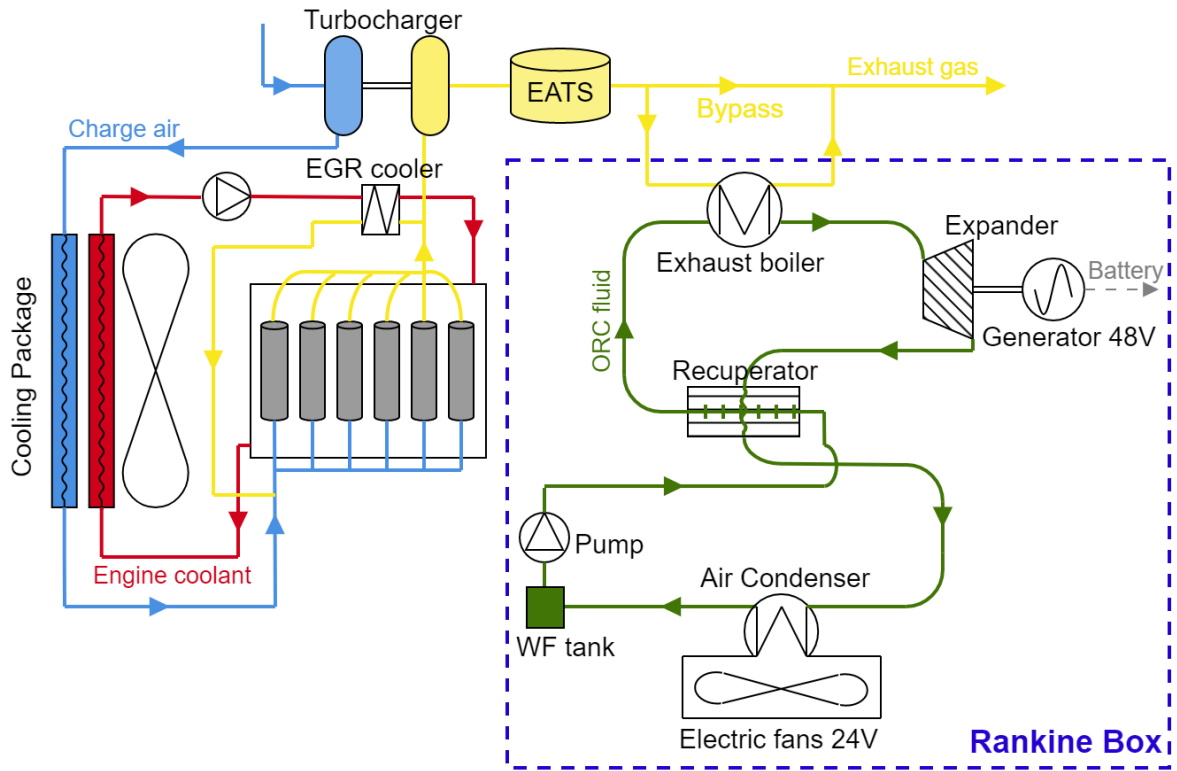 Turbocharger
Exhaust gas
EATS
Bypass
Charge air
EGR cooler
Expander
Exhaust boiler
Battery
ORC fluid
Generator 48V
Cooling Package
Recuperator
Pump
Engine coolant
Air Condenser
WF tank
Electric fans 24V
Rankine Box